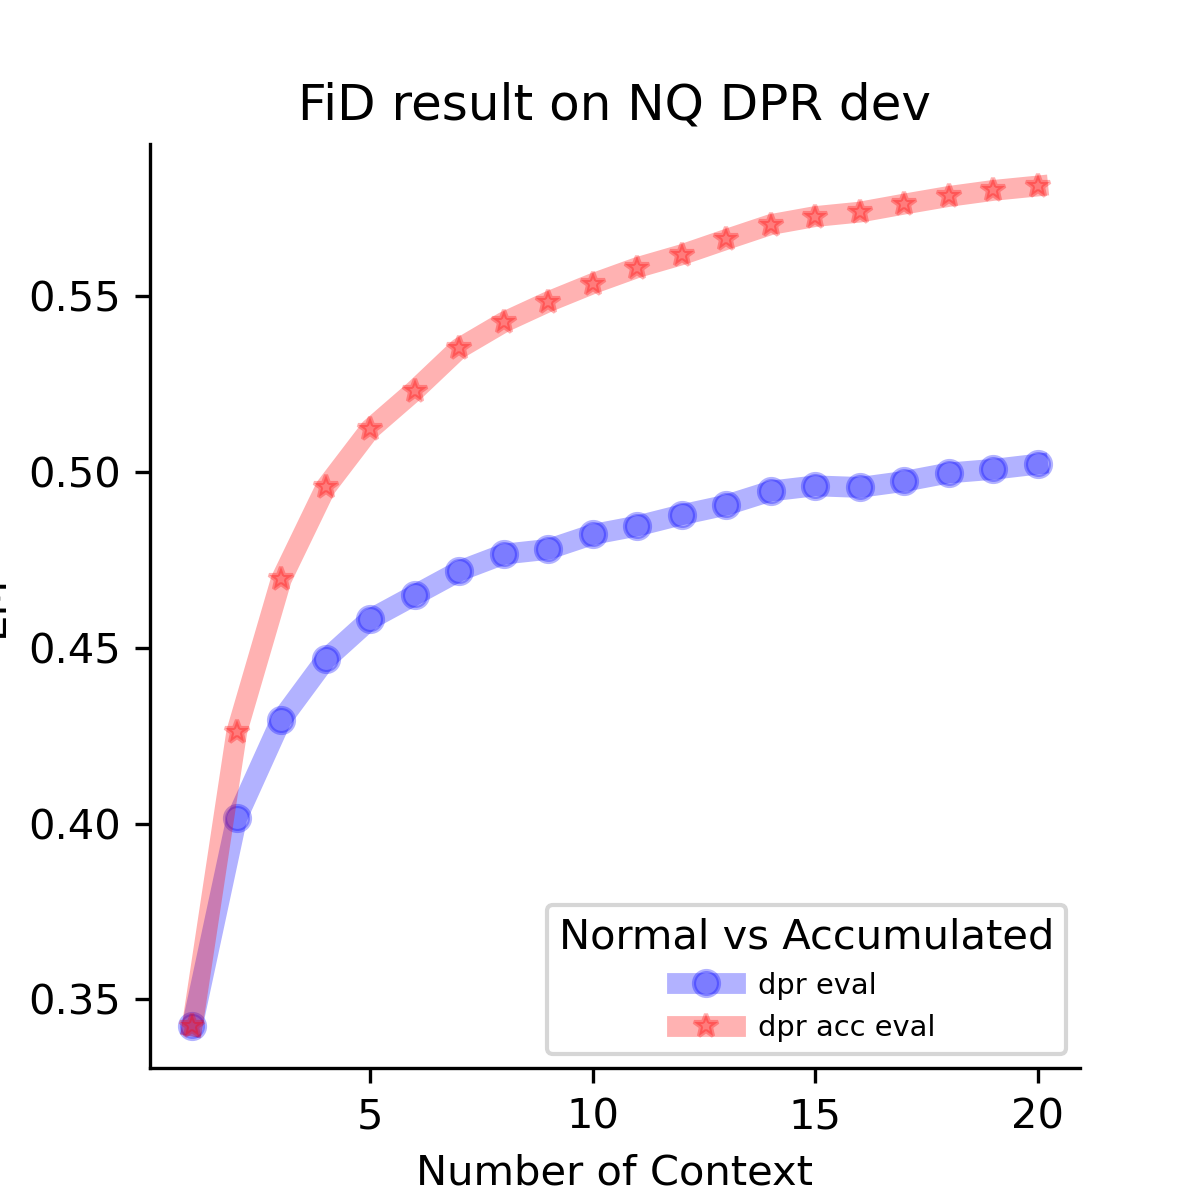 FiD result on NQ DPR dev
0.55
0.50
0.45
0.40
0.35
Normal vs Accumulated
dpr eval
dpr acc eval
5 10 15 20
Number of Context